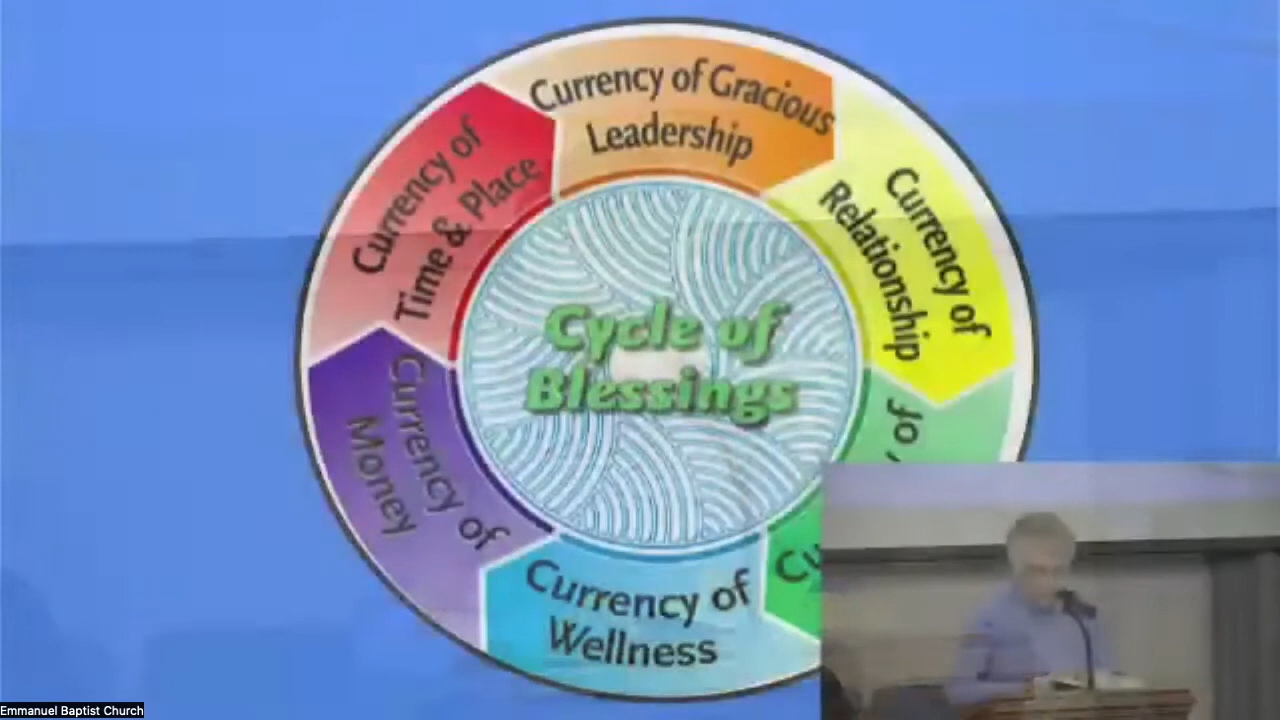 Currency of Gracious
Leadership
Currency of
Relationship
of
Currency of
Wellness
Currency of
Money
Currency of
Time & Place
Cycle of
Blessings
Emmanuel Baptist Church